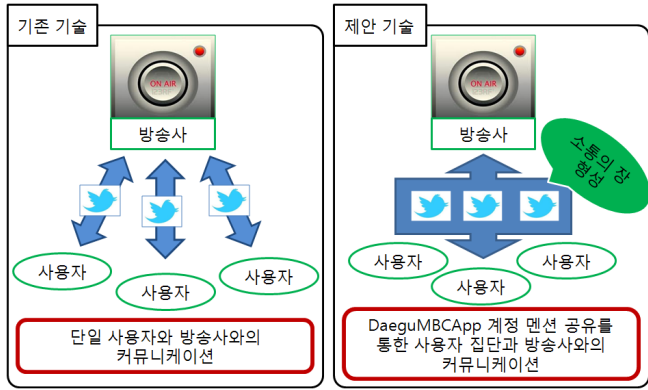 기존 기술
ON AIR
방송사
사용자
사용자
사용자
단일 사용자와 방송사와의
커뮤니케이션
제안 기술
ON AIR
방송사
소통의 장
형성
사용자
사용자
사용자
DaeguMBCApp 계정 멘션 공유를
통한 사용자 집단과 방송사와의
커뮤니케이션